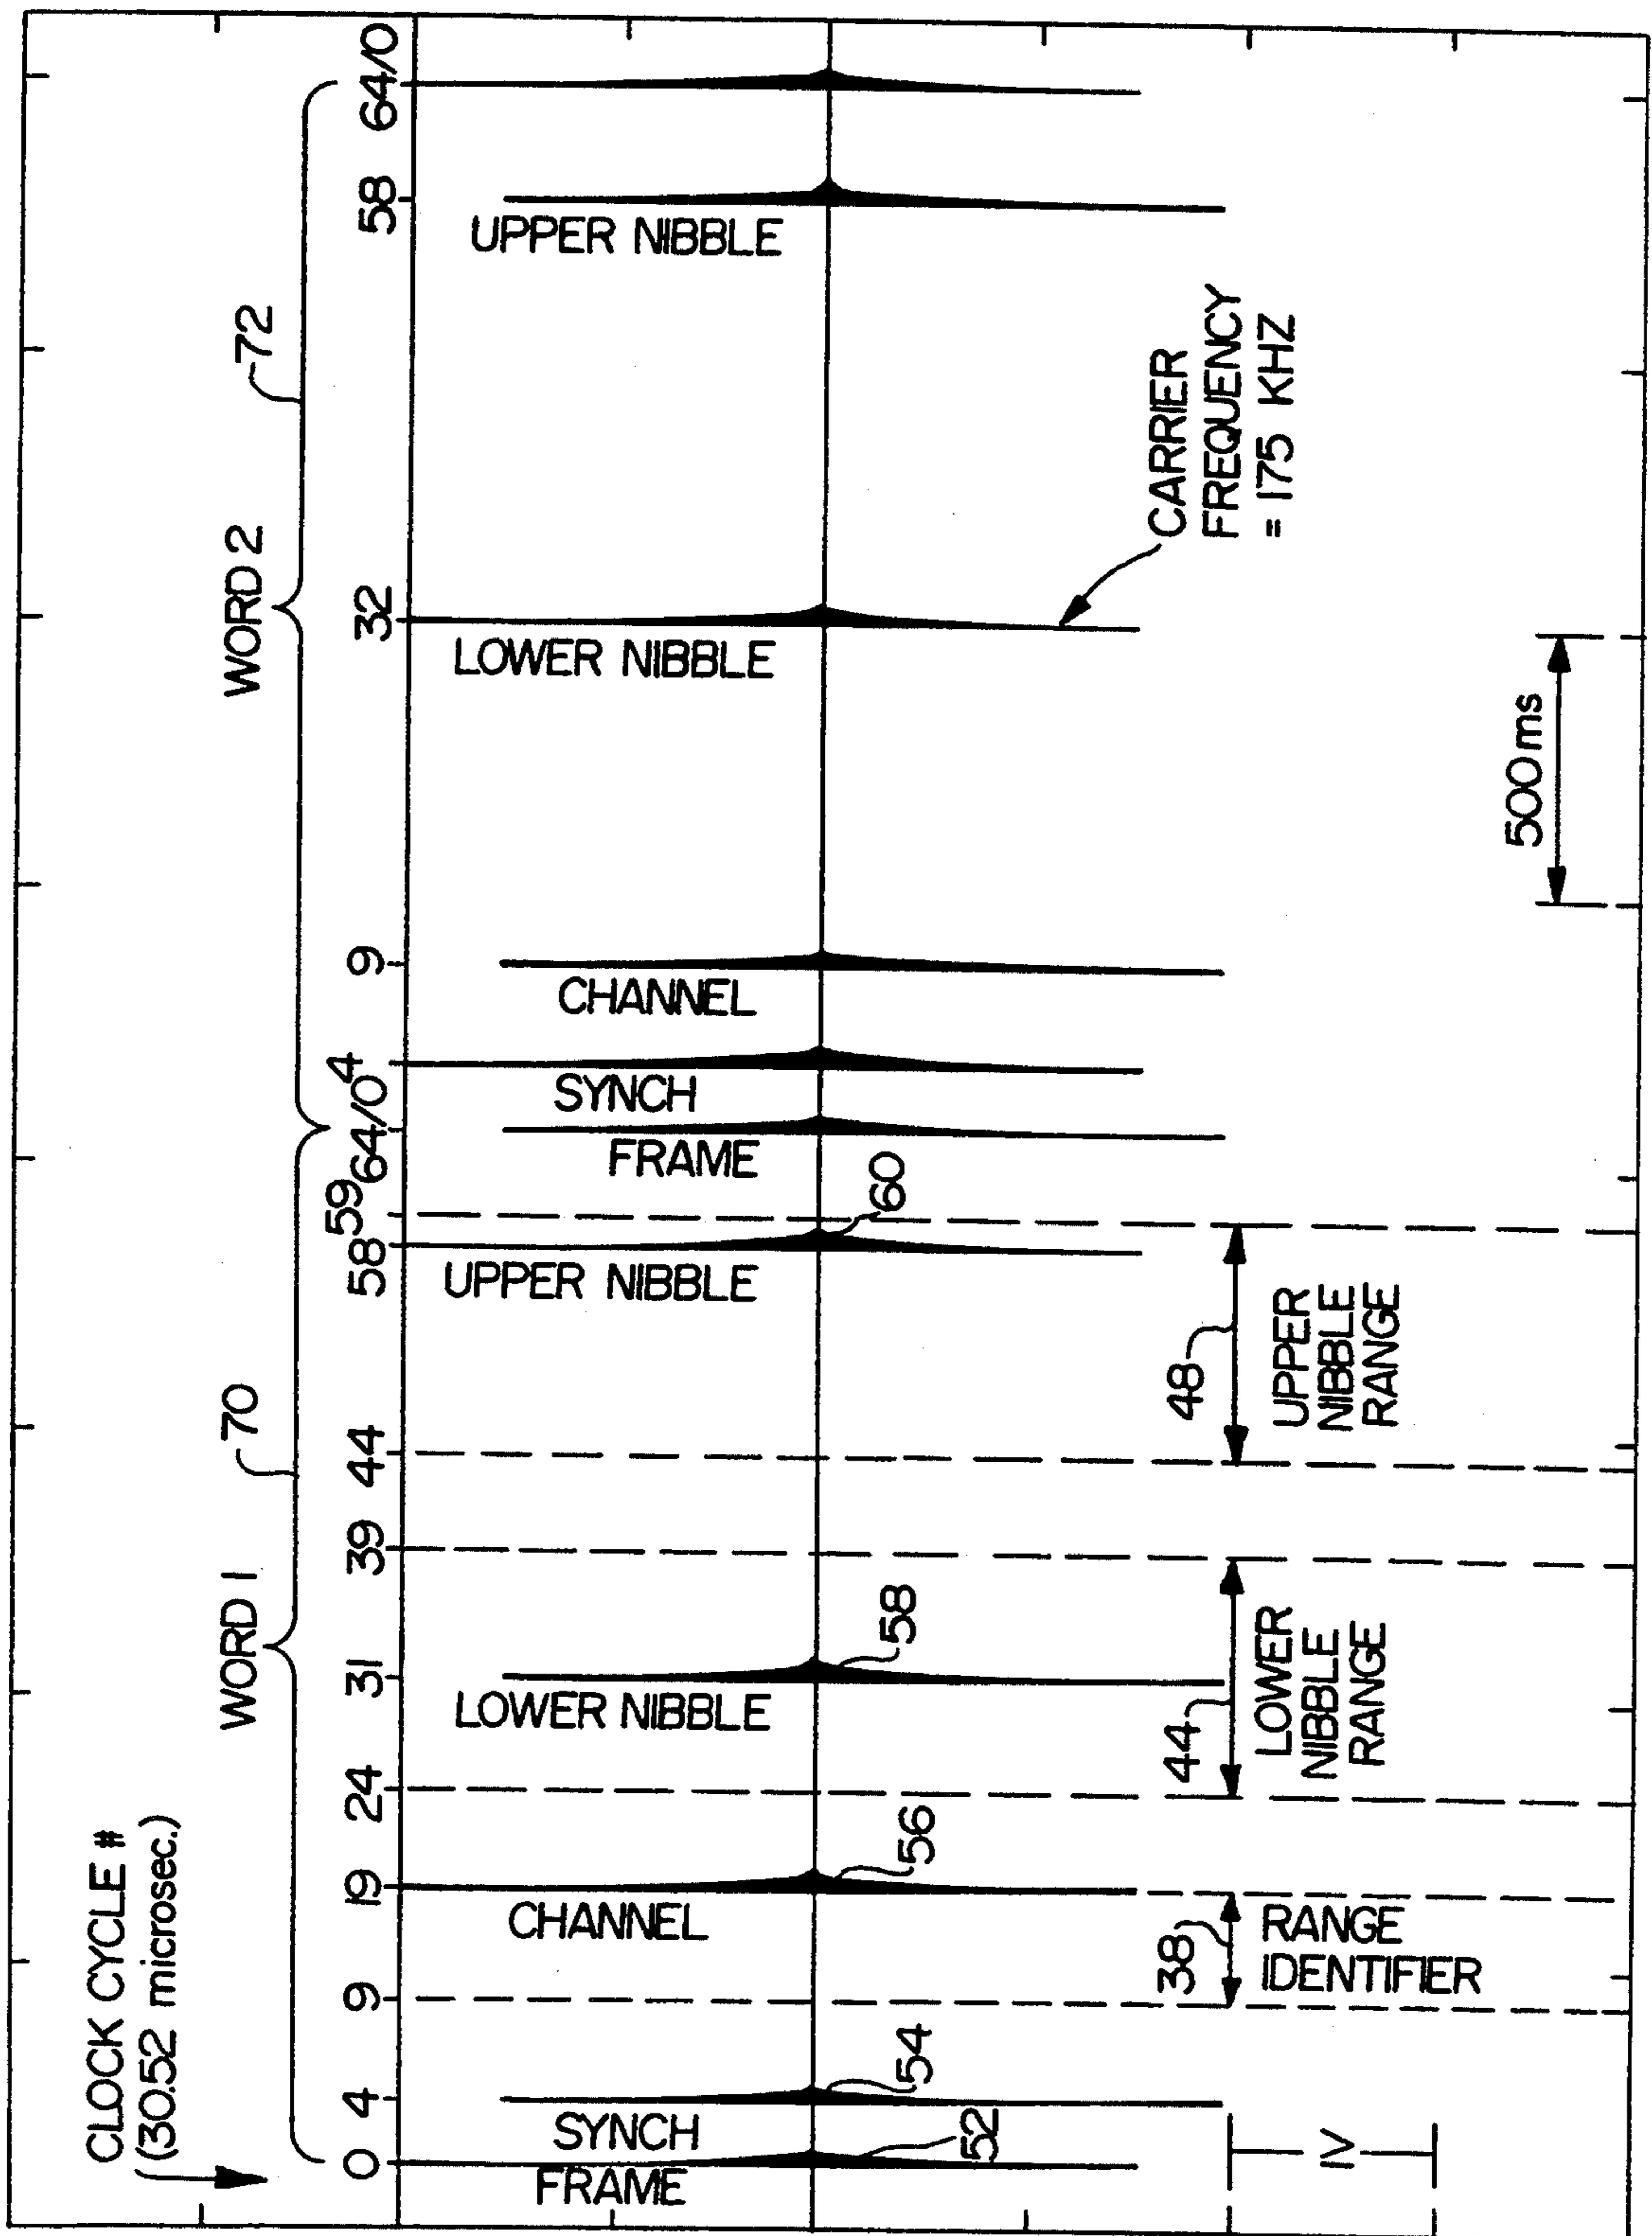 CLOCK CYCLE #
(30.52 microsec.)
WORD 1
70
WORD 2
72
0
4
9
19
24
31
39
44
58
59
64/0
4
9
32
58
64/0
FRAME
SYNCH
CHANNEL
LOWER NIBBLE
UPPER NIBBLE
FRAME
SYNCH
CHANNEL
LOWER NIBBLE
UPPER NIBBLE
52
54
56
58
60
38
RANGE
IDENTIFIER
44
LOWER
NIBBLE
RANGE
48
UPPER
NIBBLE
RANGE
CARRIER
FREQUENCY
= 175 KHZ
1V
500ms